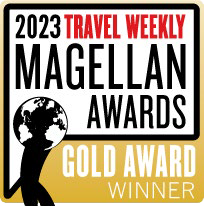 2023 TRAVEL WEEKLY
MAGELLAN
AWARDS
GOLD AWARD
WINNER